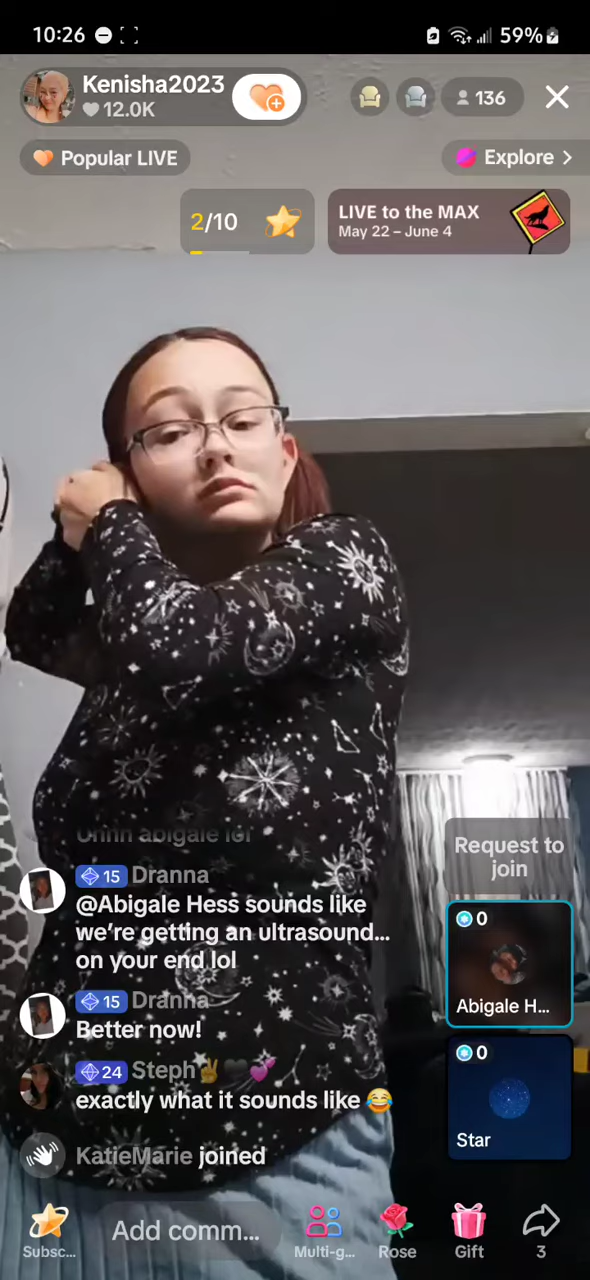 10:26
59%
Kenisha2023
12.0K
136
Popular LIVE
Explore >
2/10
LIVE to the MAX
May 22 – June 4
Uhhh abigale lol
Request to
join
15 Dranna
@Abigale Hess sounds like
we're getting an ultrasound...
on your end lol
0
Abigale H...
15 Dranna
Better now!
0
24 Steph✌️🖤💕
exactly what it sounds like 😂
Star
KatieMarie joined
Subsc...
Add comm...
Multi-g...
Rose
Gift
3